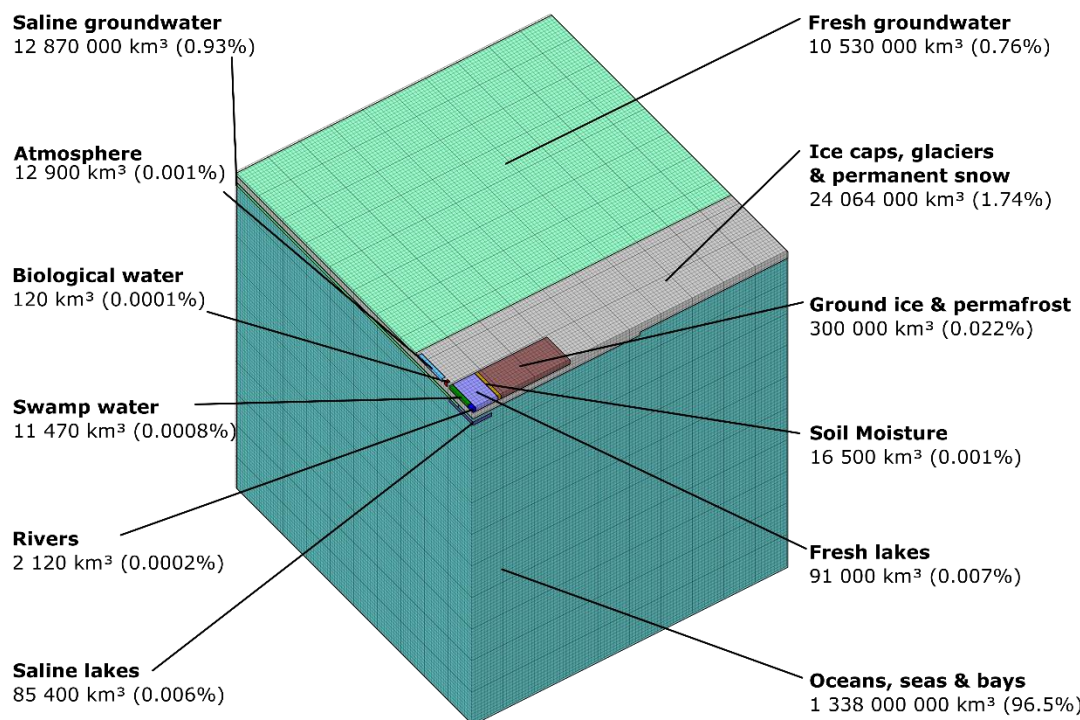 Saline groundwater
12 870 000 km³ (0.93%)
Atmosphere
12 900 km³ (0.001%)
Biological water
120 km³ (0.0001%)
Swamp water
11 470 km³ (0.0008%)
Rivers
2 120 km³ (0.0002%)
Saline lakes
85 400 km³ (0.006%)
Fresh groundwater
10 530 000 km³ (0.76%)
Ice caps, glaciers
& permanent snow
24 064 000 km³ (1.74%)
Ground ice & permafrost
300 000 km³ (0.022%)
Soil Moisture
16 500 km³ (0.001%)
Fresh lakes
91 000 km³ (0.007%)
Oceans, seas & bays
1 338 000 000 km³ (96.5%)